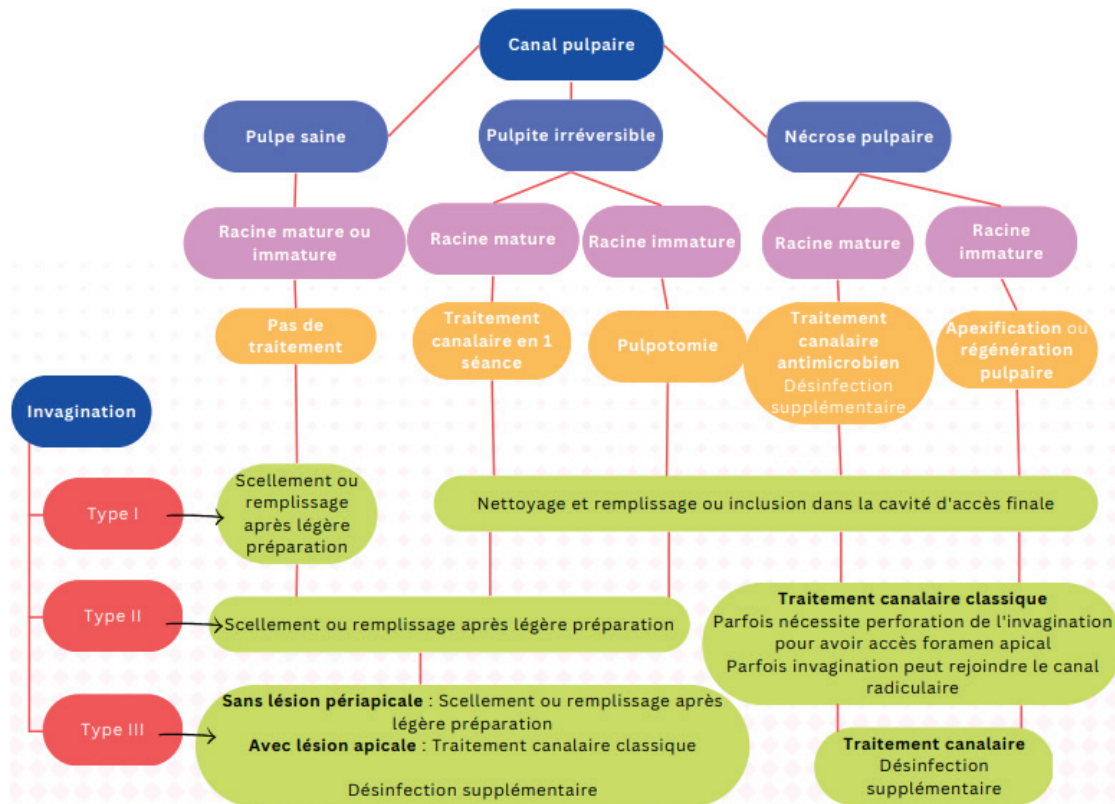 Canal pulpaire
Pulpe saine
Pulpite irréversible
Nécrose pulpaire
Racine mature ou
immature
Racine mature
Racine immature
Racine mature
Racine
immature
Pas de
traitement
Traitement
canalaire en 1
séance
Pulpotomie
Traitement
canalaire
antimicrobien
Désinfection
supplémentaire
Apexification ou
régénération
pulpaire
Invagination
Type I
Scellement ou
remplissage
après légère
préparation
Nettoyage et remplissage ou inclusion dans la cavité d'accès finale
Type II
Scellement ou remplissage après légère préparation
Traitement canalaire classique
Parfois nécessite perforation de l'invagination
pour avoir accès foramen apical
Parfois invagination peut rejoindre le canal
radiculaire
Type III
Sans lésion périapicale : Scellement ou remplissage après
légère préparation
Avec lésion apicale : Traitement canalaire classique
Désinfection supplémentaire
Traitement canalaire
Désinfection
supplémentaire